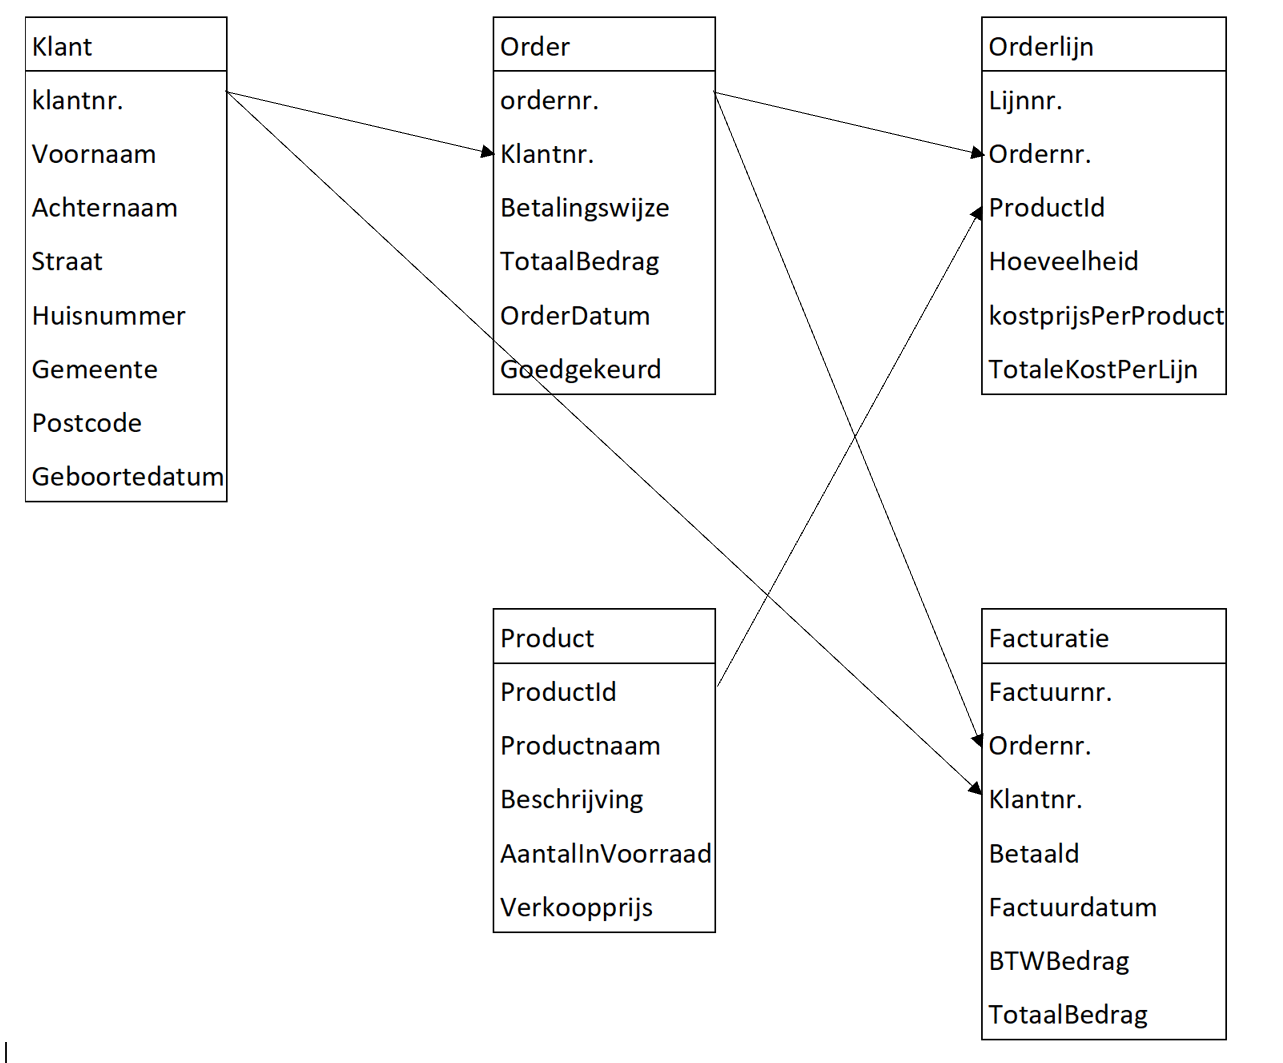 Klant
klantnr.
Voornaam
Achternaam
Straat
Huisnummer
Gemeente
Postcode
Geboortedatum
Order
ordernr.
Klantnr.
Betalingswijze
TotaalBedrag
OrderDatum
Goedgekeurd
Orderlijn
Lijnnr.
Ordernr.
ProductId
Hoeveelheid
kostprijsPerProduct
TotaleKostPerLijn
Product
ProductId
Productnaam
Beschrijving
AantalInVoorraad
Verkoopprijs
Facturatie
Factuurnr.
Ordernr.
Klantnr.
Betaald
Factuurdatum
BTWBedrag
TotaalBedrag